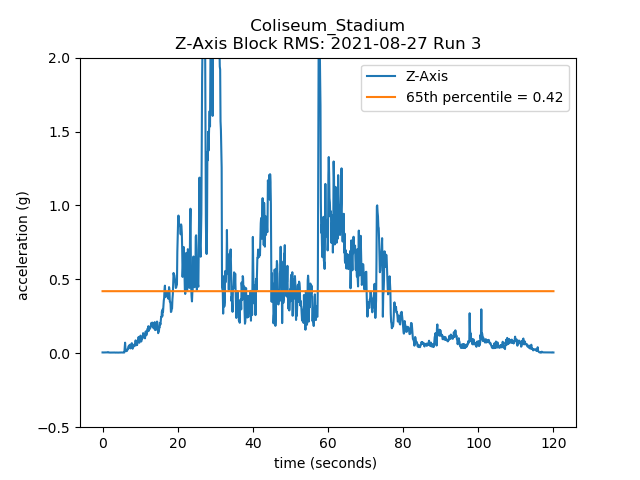 Coliseum_Stadium
Z-Axis Block RMS: 2021-08-27 Run 3
Z-Axis
65th percentile = 0.42
2.0
1.5
1.0
0.5
0.0
−0.5
acceleration (g)
0 20 40 60 80 100 120
time (seconds)